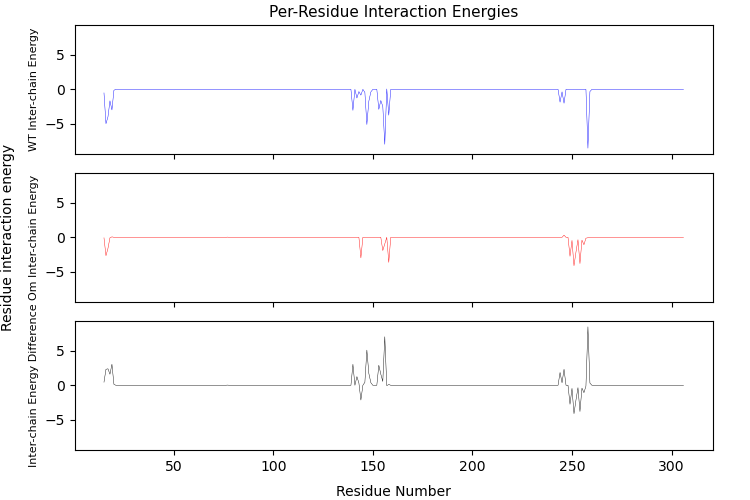 Per-Residue Interaction Energies
Residue interaction energy
WT Inter-chain Energy
5
0
−5
Om Inter-chain Energy
5
0
−5
Inter-chain Energy Difference
5
0
−5
50
100
150
200
250
300
Residue Number